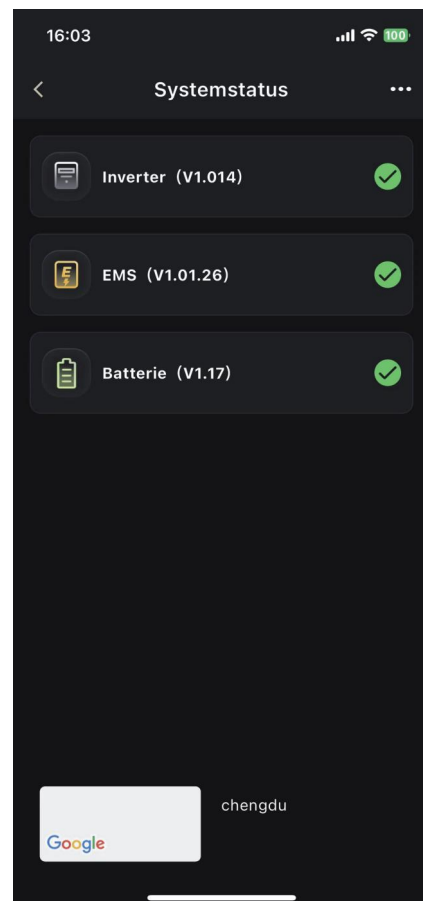 16:03
100
Systemstatus
Inverter (V1.014)
E
EMS (V1.01.26)
Batterie (V1.17)
chengdu
Google